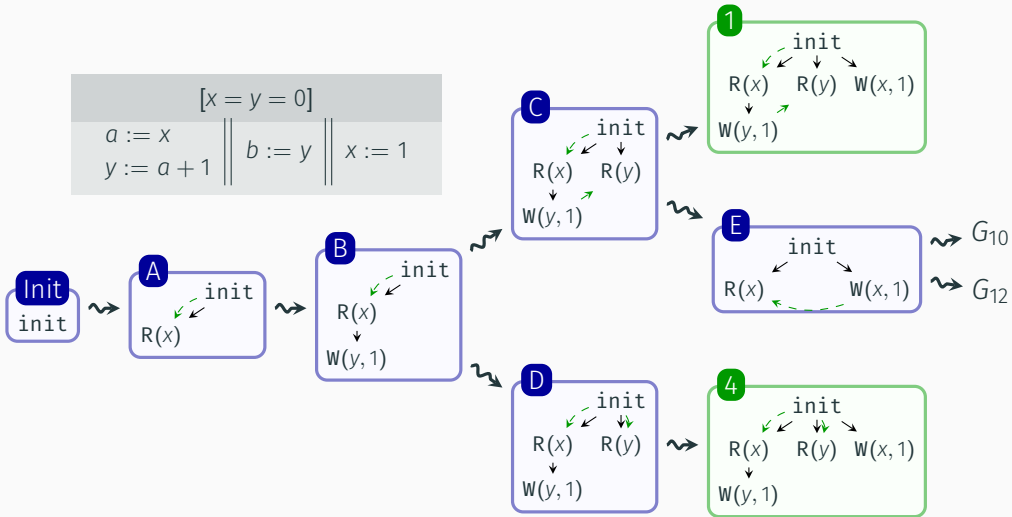 [x = y = 0]
a := x
y := a + 1
b := y
x := 1
Init
init
A
init
R(x)
B
init
R(x)
W(y, 1)
C
init
R(x) R(y)
W(y, 1)
D
init
R(x) R(y)
W(y, 1)
1
init
R(x) R(y) W(x, 1)
W(y, 1)
E
init
R(x) W(x, 1)
G10
G12
4
init
R(x) R(y) W(x, 1)
W(y, 1)